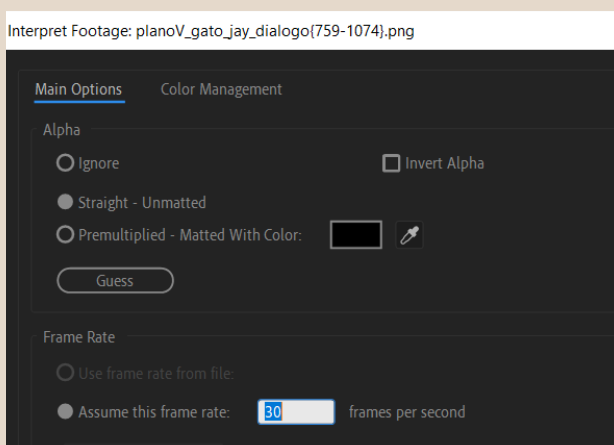 Interpret Footage: planoV_gato_jay_dialogo{759-1074}.png
Main Options Color Management
Alpha
Ignore Invert Alpha
Straight - Unmatted
Premultiplied - Matted With Color:
Guess
Frame Rate
Use frame rate from file:
Assume this frame rate: 30 frames per second